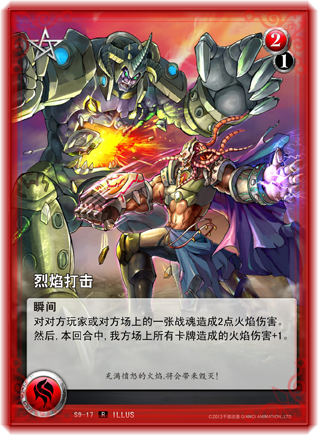 2
1
烈焰打击
瞬间
对对方玩家或对方场上的一张战魂造成2点火焰伤害。
然后，本回合中，我方场上所有卡牌造成的火焰伤害+1。
充满愤怒的火焰，将会带来毁灭！
S9-17 R ILLUS